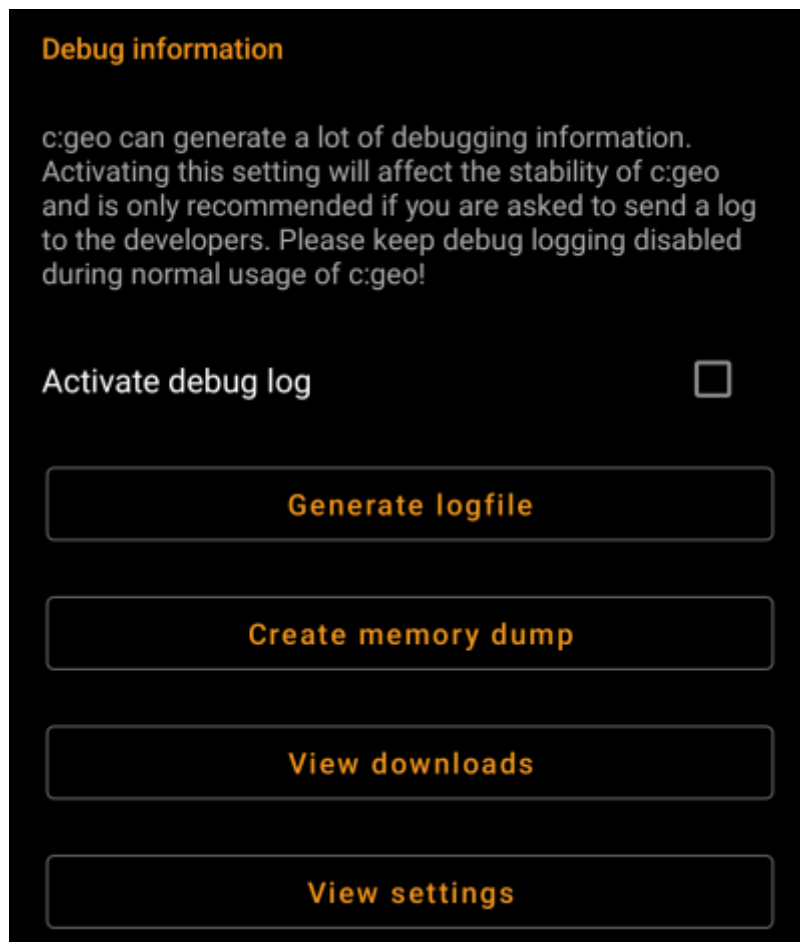 Debug information
c:geo can generate a lot of debugging information.
Activating this setting will affect the stability of c:geo
and is only recommended if you are asked to send a log
to the developers. Please keep debug logging disabled
during normal usage of c:geo!
Activate debug log
Generate logfile
Create memory dump
View downloads
View settings